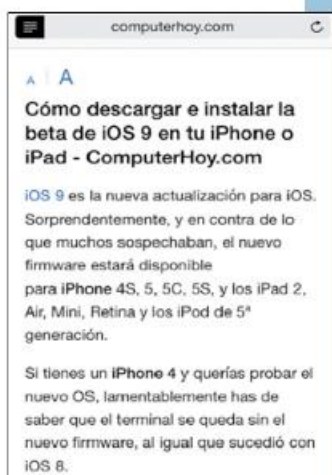 computerhoy.com
A A
Cómo descargar e instalar la
beta de iOS 9 en tu iPhone o
iPad - ComputerHoy.com
iOS 9 es la nueva actualización para iOS.
Sorprendentemente, y en contra de lo
que muchos sospechaban, el nuevo
firmware estará disponible
para iPhone 4S, 5, 5C, 5S, y los iPad 2,
Air, Mini, Retina y los iPod de 5ª
generación.
Si tienes un iPhone 4 y querías probar el
nuevo OS, lamentablemente has de
saber que el terminal se queda sin el
nuevo firmware, al igual que sucedió con
iOS 8.